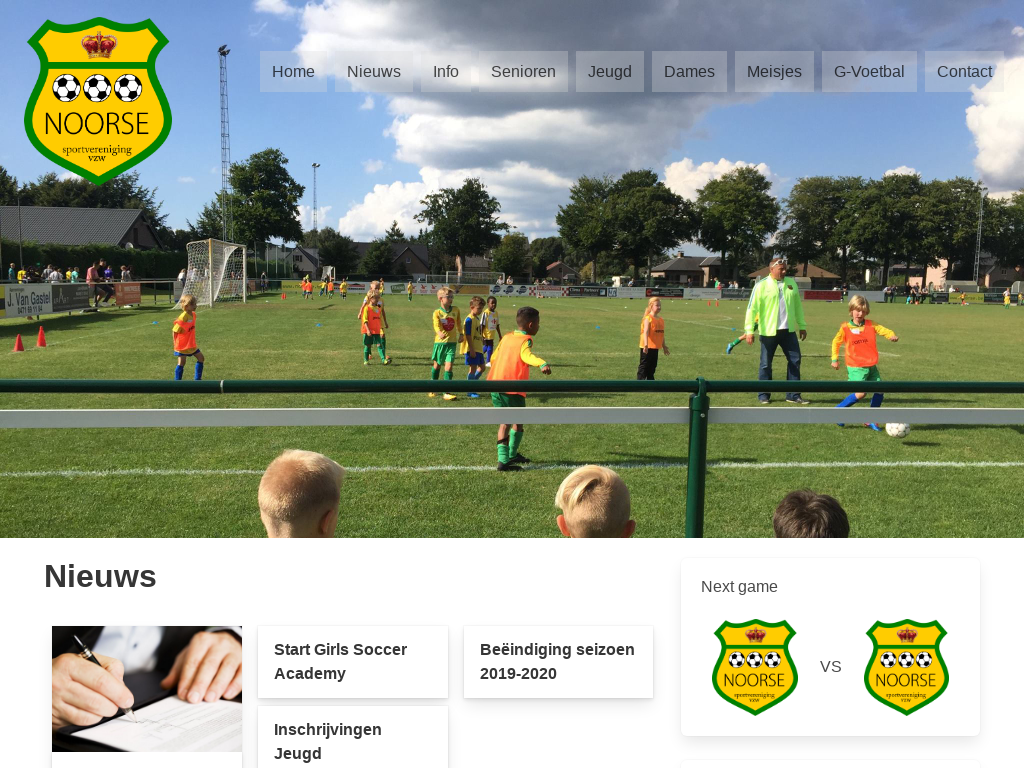 NOORSE
sportvereniging
vzw
Home
Nieuws
Info
Senioren
Jeugd
Dames
Meisjes
G-Voetbal
Contact
J. Van Gastel
Nieuws
Start Girls Soccer
Academy
Inschrijvingen
Jeugd
Beëindiging seizoen
2019-2020
Next game
NOORSE
sportvereniging
vzw
VS
NOORSE
sportvereniging
vzw